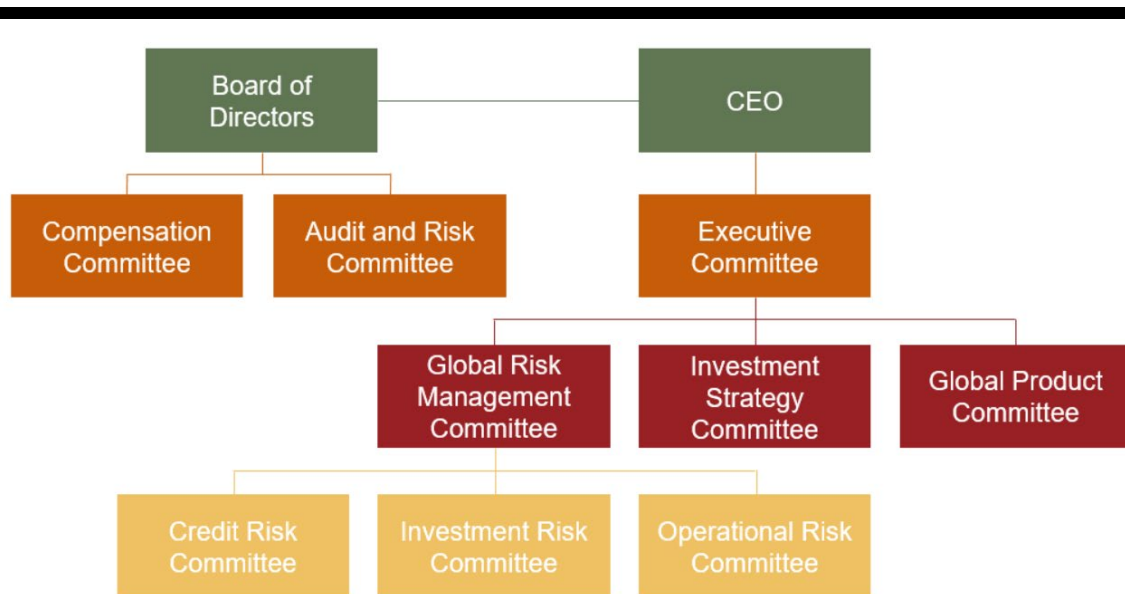 Board of
Directors
CEO
Compensation
Committee
Audit and Risk
Committee
Executive
Committee
Global Risk
Management
Committee
Investment
Strategy
Committee
Global Product
Committee
Credit Risk
Committee
Investment Risk
Committee
Operational Risk
Committee